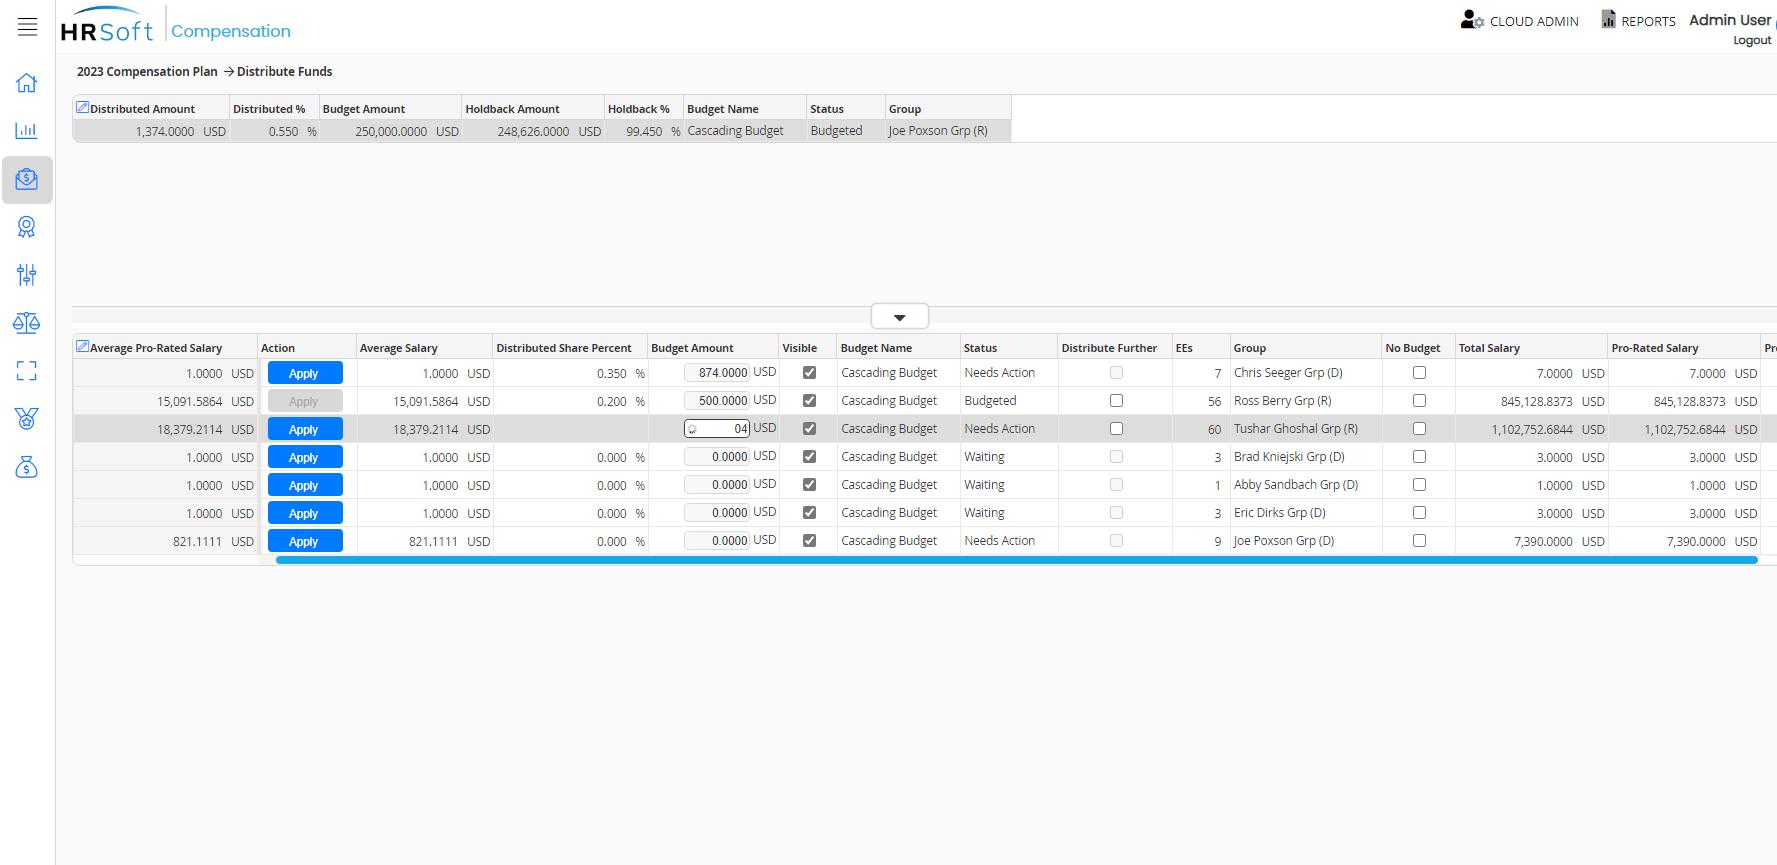 HRSoft Compensation
CLOUD ADMIN REPORTS Admin User
Logout
2023 Compensation Plan → Distribute Funds
Distributed Amount Distributed % Budget Amount Holdback Amount Holdback % Budget Name Status Group
1,374.0000 USD 0.550 % 250,000.0000 USD 248,626.0000 USD 99.450 % Cascading Budget Budgeted Joe Poxson Grp (R)
Average Pro-Rated Salary Action Average Salary Distributed Share Percent Budget Amount Visible Budget Name Status Distribute Further EEs Group No Budget Total Salary Pro-Rated Salary Pr
1.0000 USD Apply 1.0000 USD 0.350 % 874.0000 USD Cascading Budget Needs Action 7 Chris Seeger Grp (D) 7.0000 USD 7.0000 USD
15,091.5864 USD Apply 15,091.5864 USD 0.200 % 500.0000 USD Cascading Budget Budgeted 56 Ross Berry Grp (R) 845,128.8373 USD 845,128.8373 USD
18,379.2114 USD Apply 18,379.2114 USD 04 USD Cascading Budget Needs Action 60 Tushar Ghoshal Grp (R) 1,102,752.6844 USD 1,102,752.6844 USD
1.0000 USD Apply 1.0000 USD 0.000 % 0.0000 USD Cascading Budget Waiting 3 Brad Kniejski Grp (D) 3.0000 USD 3.0000 USD
1.0000 USD Apply 1.0000 USD 0.000 % 0.0000 USD Cascading Budget Waiting 1 Abby Sandbach Grp (D) 1.0000 USD 1.0000 USD
1.0000 USD Apply 1.0000 USD 0.000 % 0.0000 USD Cascading Budget Waiting 3 Eric Dirks Grp (D) 3.0000 USD 3.0000 USD
821.1111 USD Apply 821.1111 USD 0.000 % 0.0000 USD Cascading Budget Needs Action 9 Joe Poxson Grp (D) 7,390.0000 USD 7,390.0000 USD